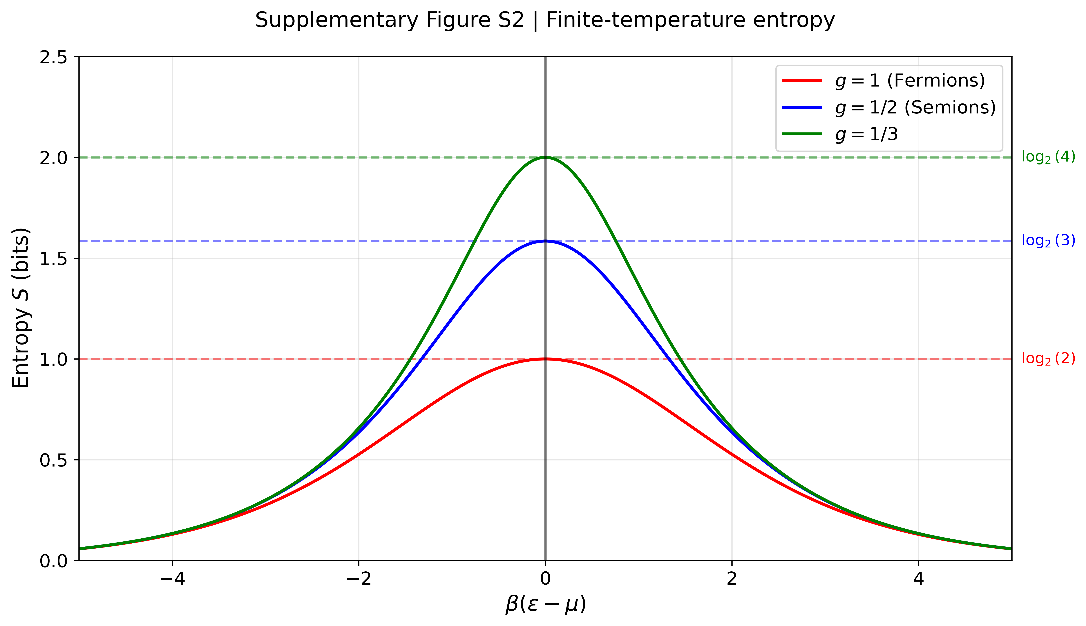 Supplementary Figure S2 | Finite-temperature entropy
Entropy S (bits)
2.5
2.0
1.5
1.0
0.5
0.0
−4
−2
0
2
4
β(ε − μ)
g = 1 (Fermions)
g = 1/2 (Semions)
g = 1/3
log₂(4)
log₂(3)
log₂(2)